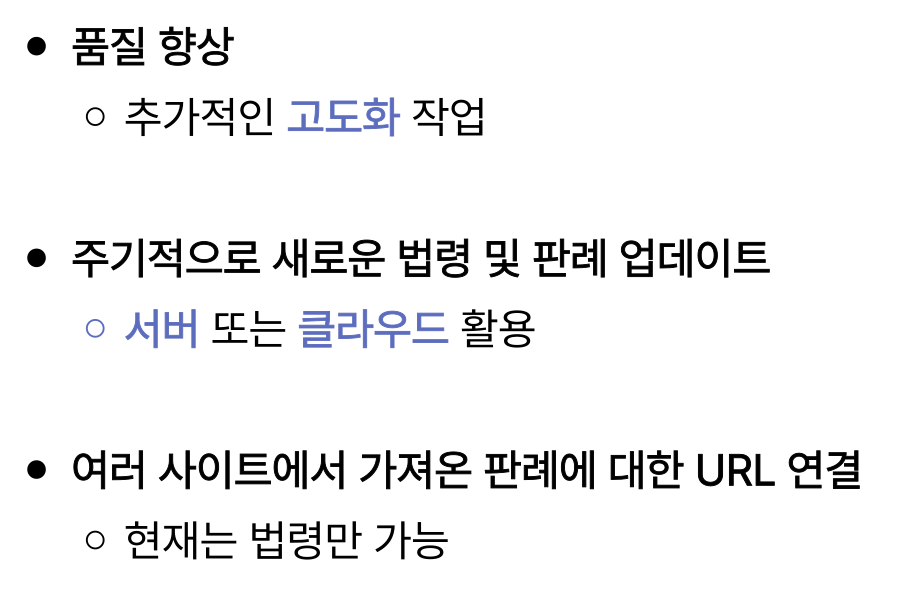 ● 품질 향상
○ 추가적인 고도화 작업
● 주기적으로 새로운 법령 및 판례 업데이트
○ 서버 또는 클라우드 활용
● 여러 사이트에서 가져온 판례에 대한 URL 연결
○ 현재는 법령만 가능